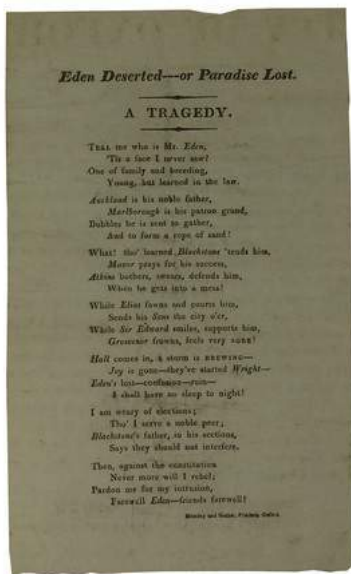 Eden Deserted—or Paradise Lost.
A TRAGEDY.
TELL me who is Mr. Eden,
'Tis a face I never saw?
One of family and breeding,
Young, but learned in the law.
Auckland is his noble father,
Marlborough is his patron grand,
Bubbles he is sent to gather,
And to form a rope of sand!
What! tho' learned Blackstone 'tends him,
Mavor prays for his success,
Atkins bothers, swears, defends him,
When he gets into a mess!
While Eliot fawns and courts him,
Sends his Sons the city o'er,
While Sir Edward smiles, supports him,
Grosvenor frowns, feels very SORE!
Hall comes in, a storm is BREWING—
Joy is gone—they've started Wright—
Eden's lost—confusion—ruin—
I shall have no sleep to night!
I am weary of elections;
Tho' I serve a noble peer;
Blackstone's father, in his sections,
Says they should not interfere.
Then, against the constitution
Never more will I rebel;
Pardon me for my intrusion,
Farewell Eden—friends farewell!
Munday and Slatter, Printers, Oxford.